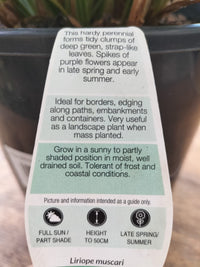 This hardy perennial
forms tidy clumps of
deep green, strap-like
leaves. Spikes of
purple flowers appear
in late spring and early
summer.
Ideal for borders, edging
along paths, embankments
and containers. Very useful
as a landscape plant when
mass planted.
Grow in a sunny to partly
shaded position in moist, well
drained soil. Tolerant of frost and
coastal conditions.
Picture and information intended as a guide only.
FULL SUN /
PART SHADE
HEIGHT
TO 50CM
LATE SPRING/
SUMMER
Liriope muscari